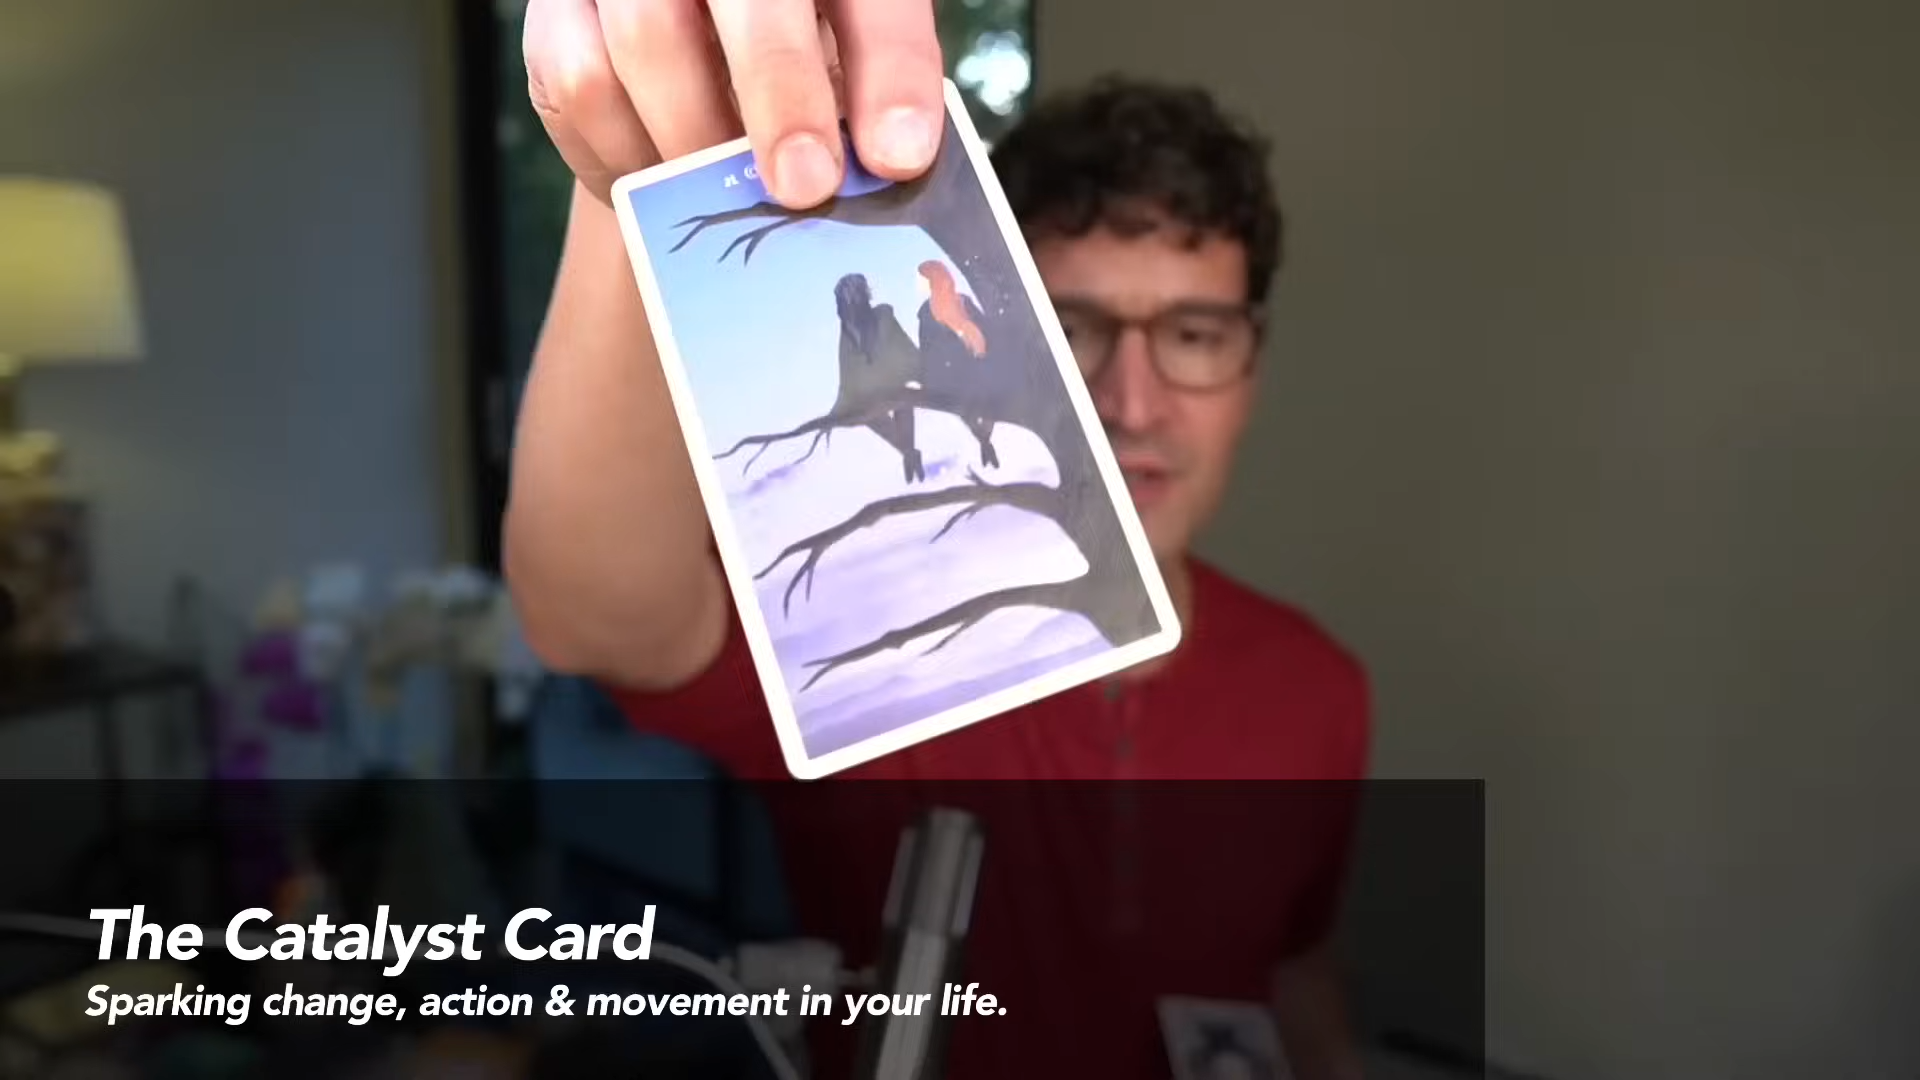 The Catalyst Card
Sparking change, action & movement in your life.